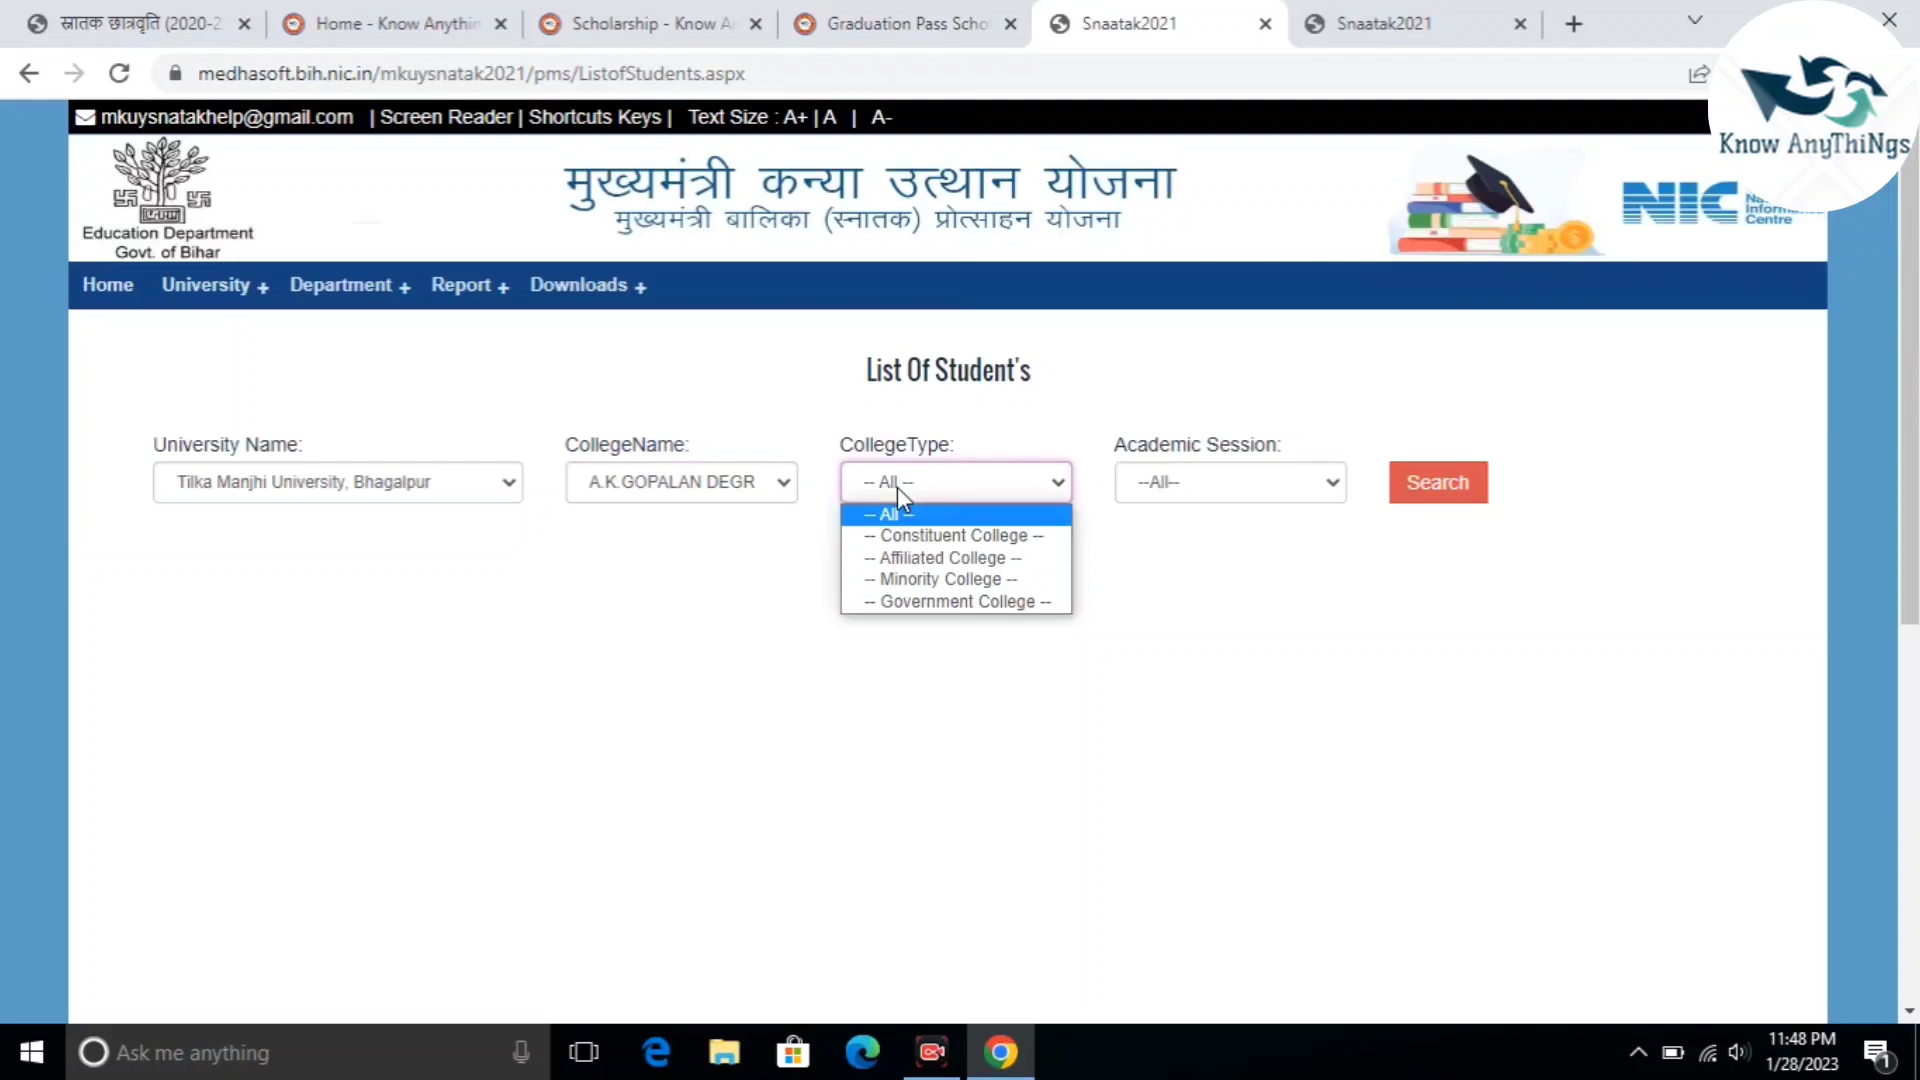 स्नातक छात्रवृति (2020-2
Home - Know Anythin
Scholarship - Know A
Graduation Pass Scho
Snaatak2021
Snaatak2021
medhasoft.bih.nic.in/mkuysnatak2021/pms/ListofStudents.aspx
Know AnyThiNgs
mkuysnatakhelp@gmail.com | Screen Reader | Shortcuts Keys | Text Size : A+ | A | A-
Education Department
Govt. of Bihar
मुख्यमंत्री कन्या उत्थान योजना
मुख्यमंत्री बालिका (स्नातक) प्रोत्साहन योजना
NIC
Centre
Home University + Department + Report + Downloads +
List Of Student's
University Name: CollegeName: CollegeType: Academic Session:
Tilka Manjhi University, Bhagalpur A.K.GOPALAN DEGR -- All -- --All-- Search
-- All --
-- Constituent College --
-- Affiliated College --
-- Minority College --
-- Government College --
Ask me anything
11:48 PM
1/28/2023
1